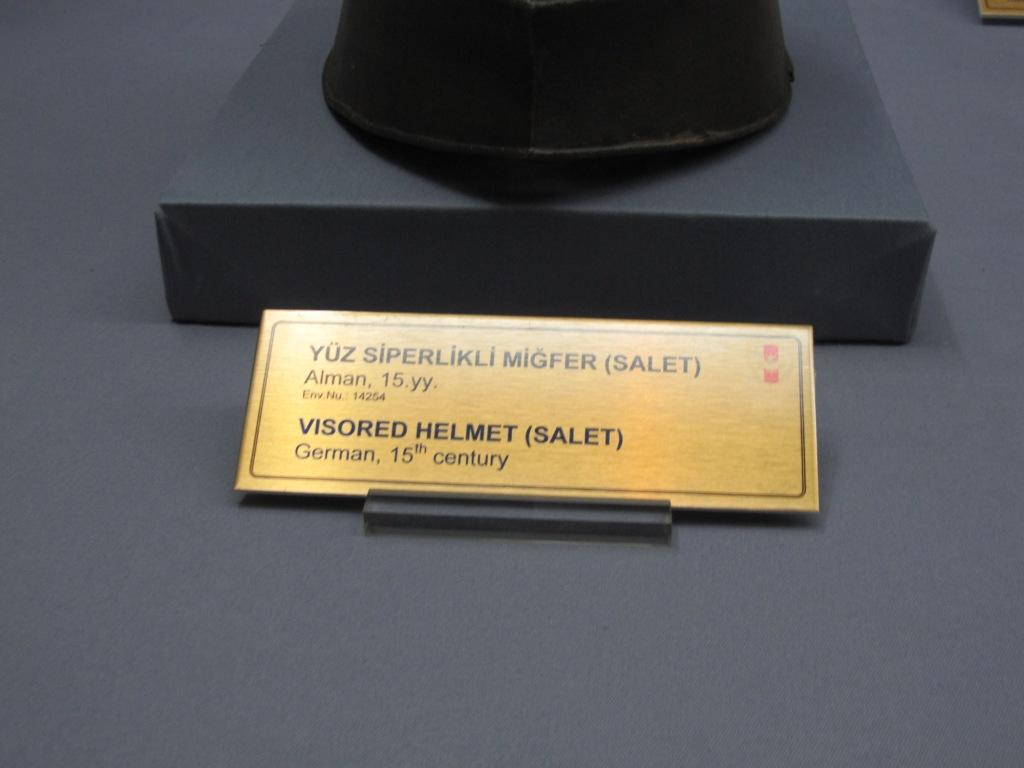 YÜZ SİPERLİKLİ MİĞFER (SALET)
Alman, 15.yy.
Env.Nu.: 14254
VISORED HELMET (SALET)
German, 15th century